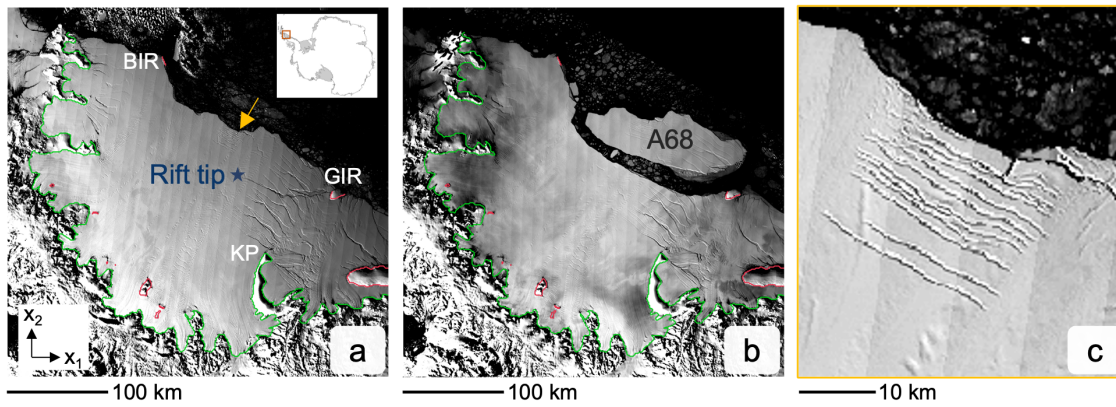 BIR
Rift tip
GIR
KP
x₂
x₁
a
100 km
A68
b
100 km
c
10 km